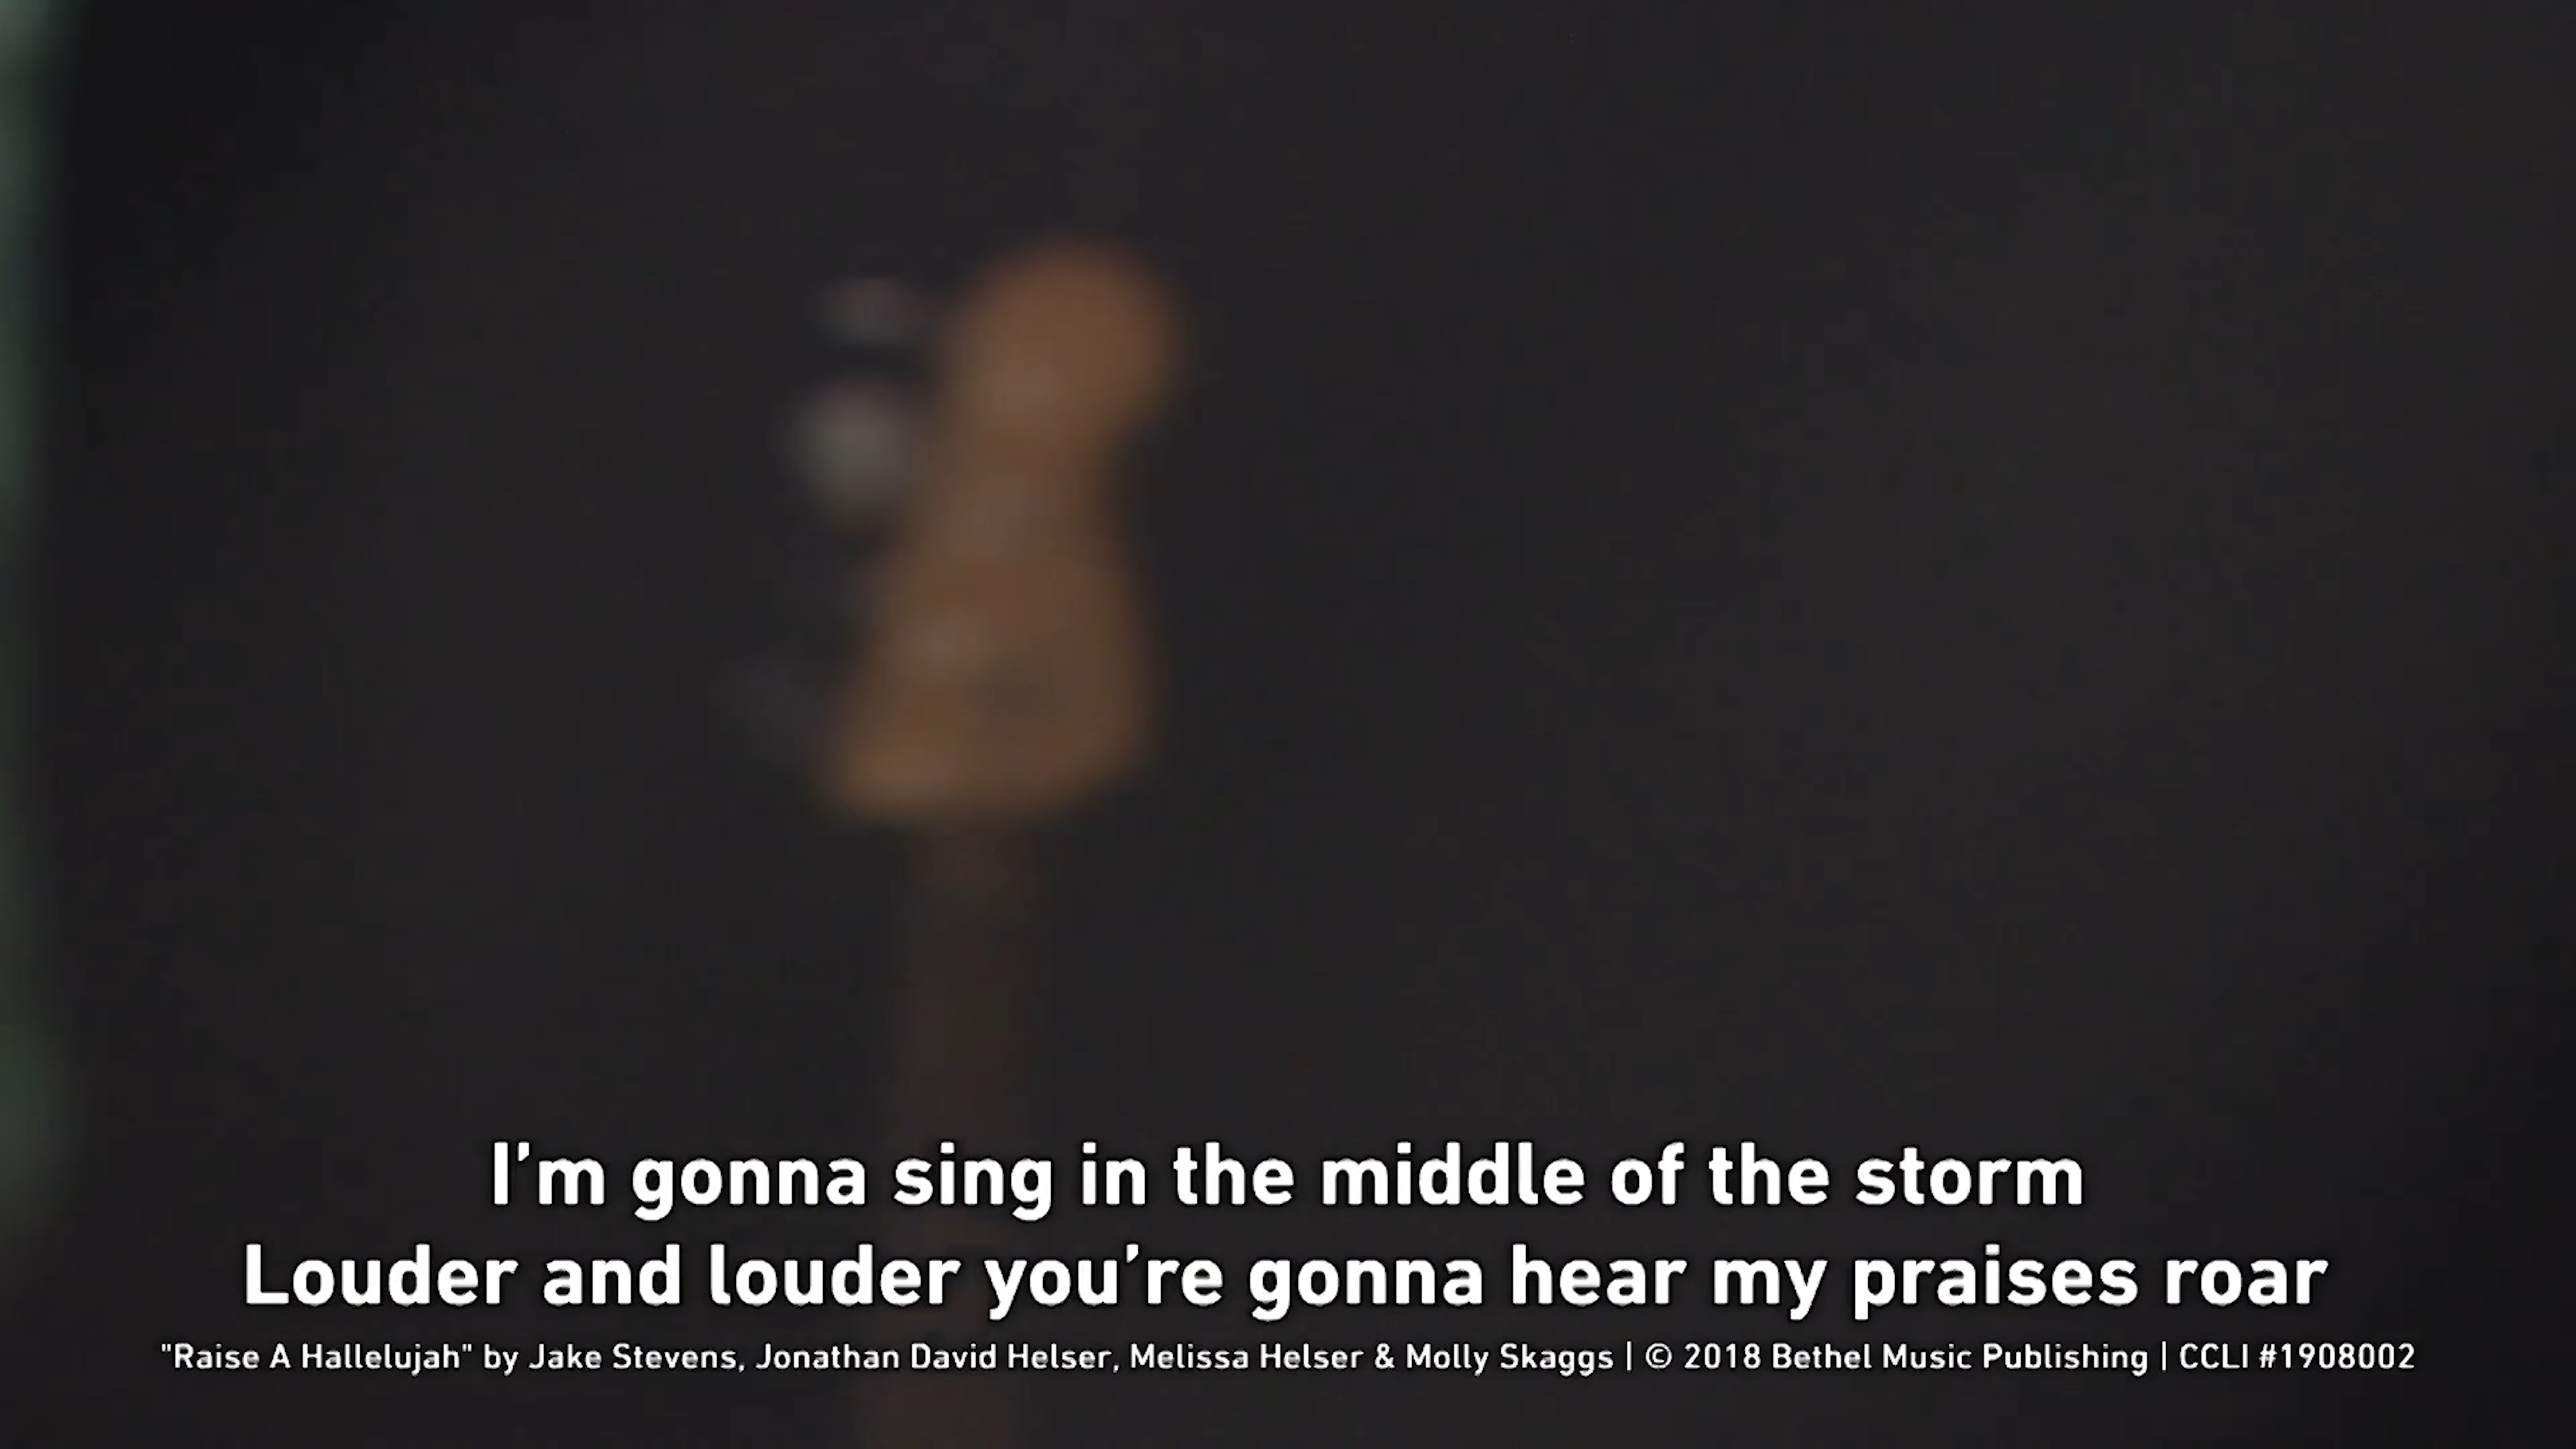 I’m gonna sing in the middle of the storm
Louder and louder you’re gonna hear my praises roar
"Raise A Hallelujah" by Jake Stevens, Jonathan David Helser, Melissa Helser & Molly Skaggs | © 2018 Bethel Music Publishing | CCLI #1908002